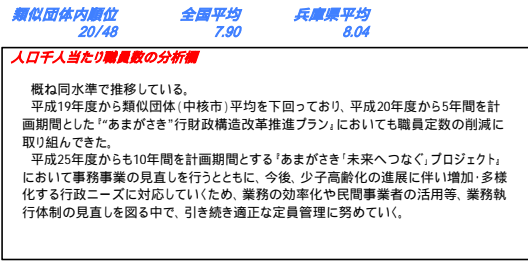 類似団体内順位 全国平均 兵庫県平均
20/48 7.90 8.04
人口千人当たり職員数の分析欄
概ね同水準で推移している。
平成19年度から類似団体(中核市)平均を下回っており、平成20年度から5年間を計
画期間とした『“あまがさき”行財政構造改革推進プラン』においても職員定数の削減に
取り組んできた。
平成25年度からも10年間を計画期間とする『あまがさき「未来へつなぐ」プロジェクト』
において事務事業の見直しを行うとともに、今後、少子高齢化の進展に伴い増加・多様
化する行政ニーズに対応していくため、業務の効率化や民間事業者の活用等、業務執
行体制の見直しを図る中で、引き続き適正な定員管理に努めていく。